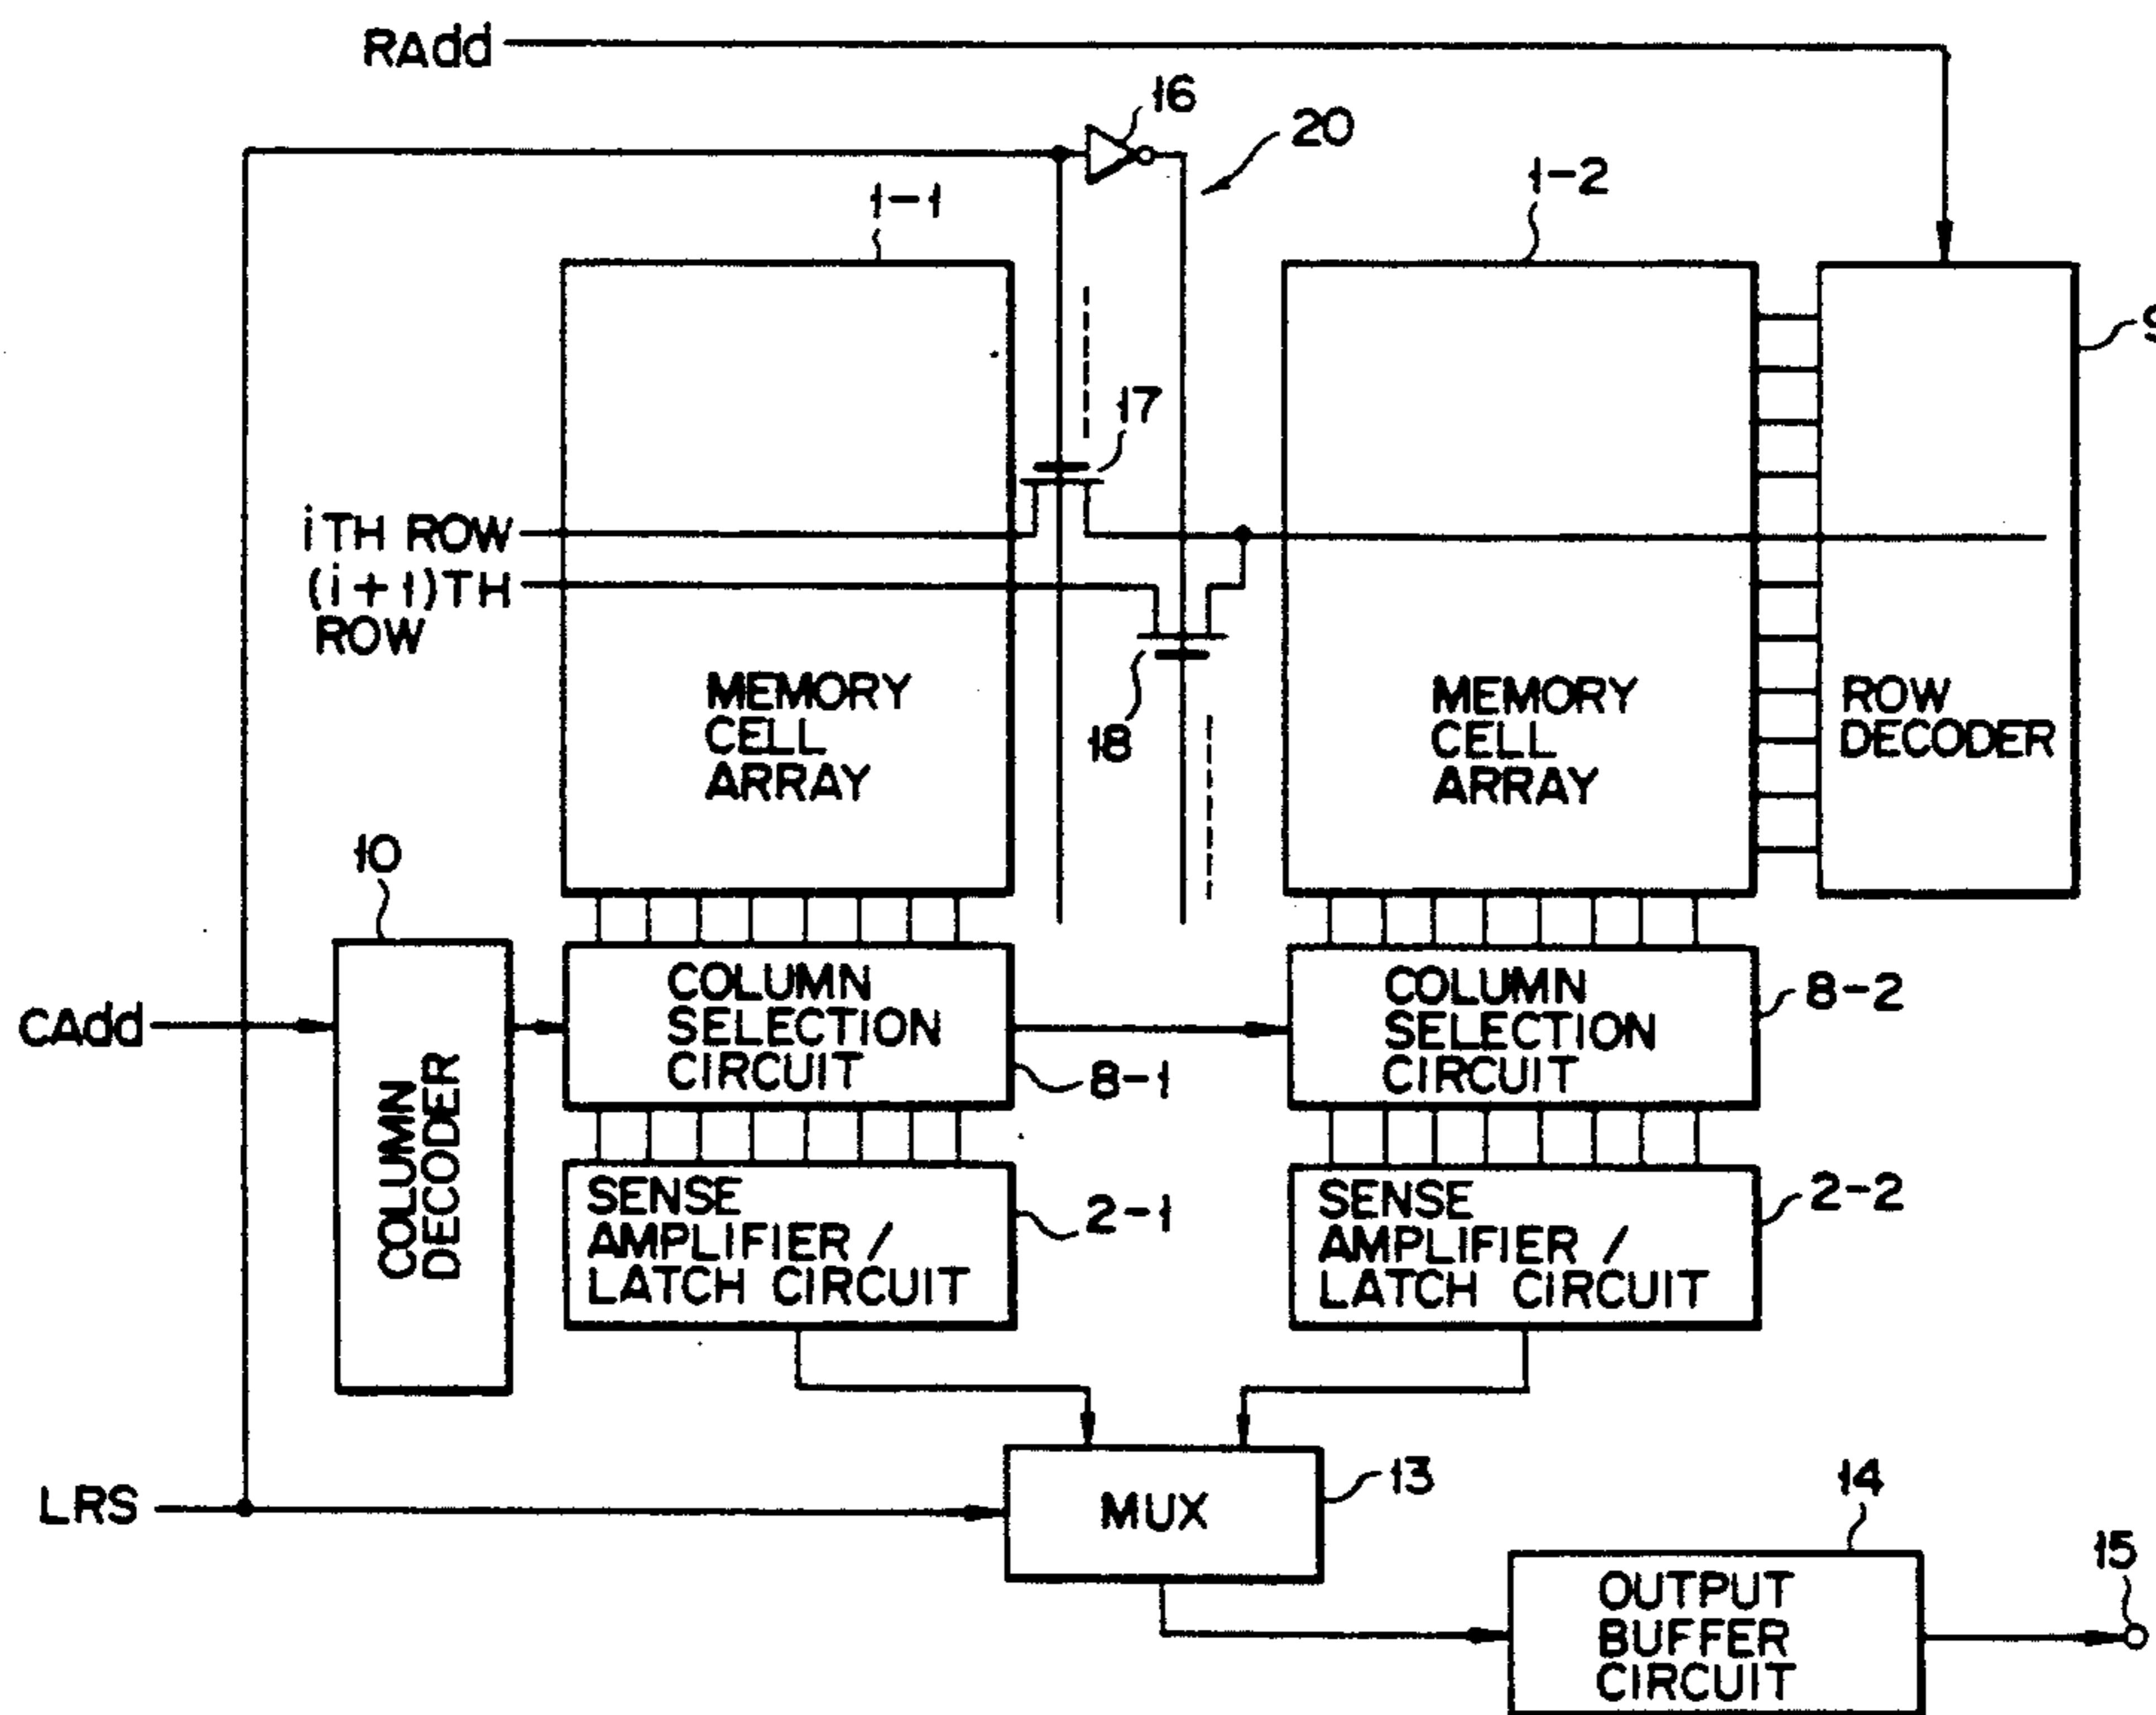 RAdd
16
20
1-1
1-2
17
iTH ROW
(i+1)TH
ROW
18
MEMORY
CELL
ARRAY
MEMORY
CELL
ARRAY
ROW
DECODER
10
CAdd
COLUMN
DECODER
COLUMN
SELECTION
CIRCUIT
8-1
COLUMN
SELECTION
CIRCUIT
8-2
SENSE
AMPLIFIER /
LATCH CIRCUIT
2-1
SENSE
AMPLIFIER /
LATCH CIRCUIT
2-2
LRS
MUX
13
14
OUTPUT
BUFFER
CIRCUIT
15